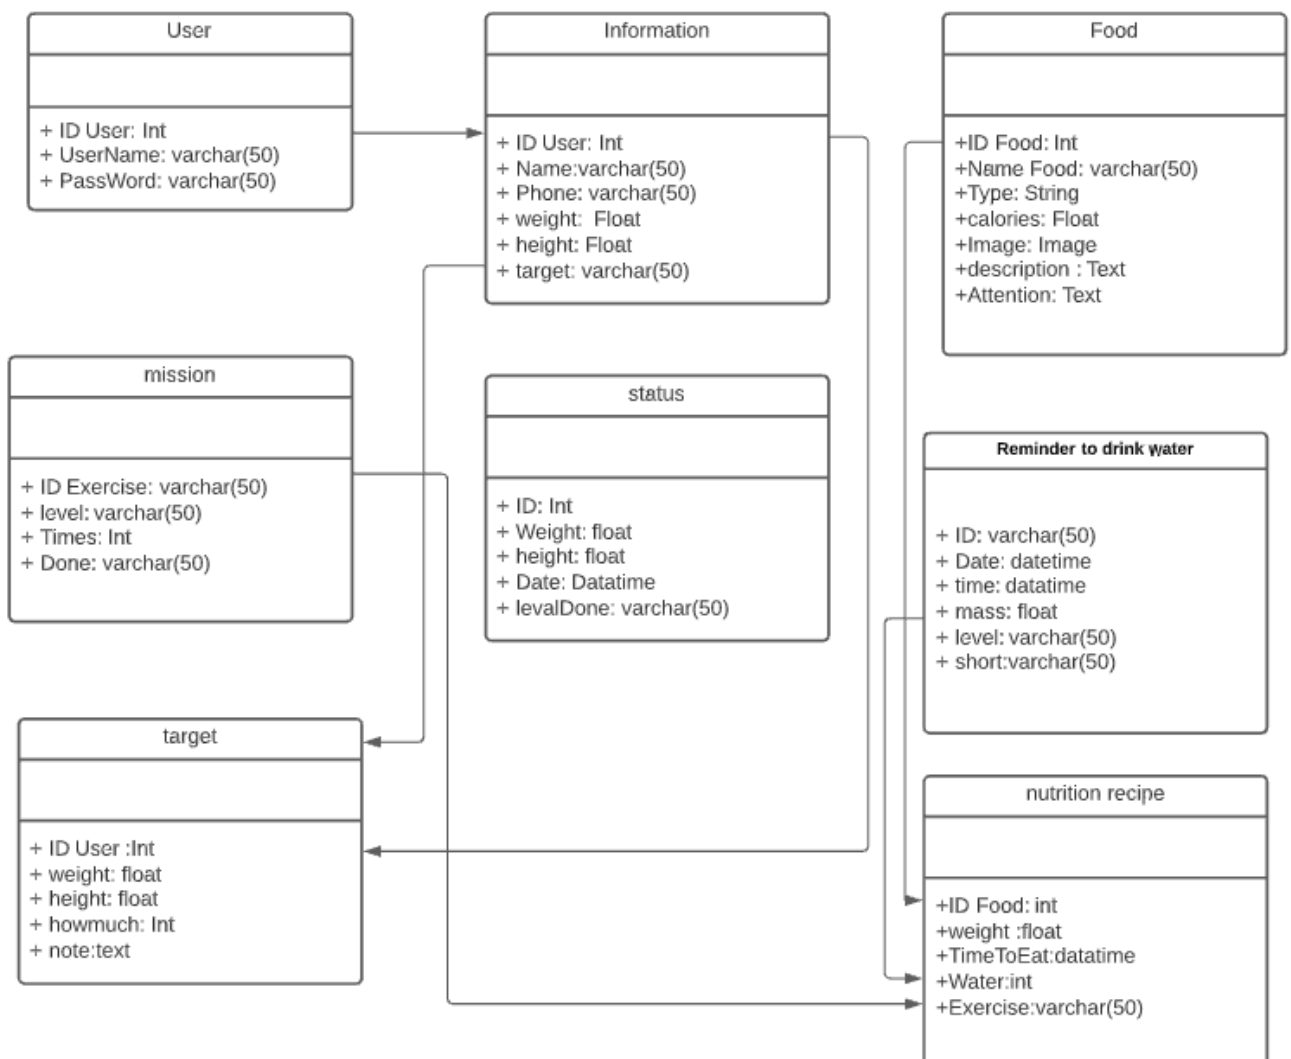 User
+ ID User: Int
+ UserName: varchar(50)
+ PassWord: varchar(50)
Information
+ ID User: Int
+ Name:varchar(50)
+ Phone: varchar(50)
+ weight: Float
+ height: Float
+ target: varchar(50)
Food
+ID Food: Int
+Name Food: varchar(50)
+Type: String
+calories: Float
+Image: Image
+description : Text
+Attention: Text
mission
+ ID Exercise: varchar(50)
+ level: varchar(50)
+ Times: Int
+ Done: varchar(50)
status
+ ID: Int
+ Weight: float
+ height: float
+ Date: Datatime
+ levalDone: varchar(50)
Reminder to drink water
+ ID: varchar(50)
+ Date: datetime
+ time: datatime
+ mass: float
+ level: varchar(50)
+ short:varchar(50)
target
+ ID User :Int
+ weight: float
+ height: float
+ howmuch: Int
+ note:text
nutrition recipe
+ID Food: int
+weight :float
+TimeToEat:datatime
+Water:int
+Exercise:varchar(50)